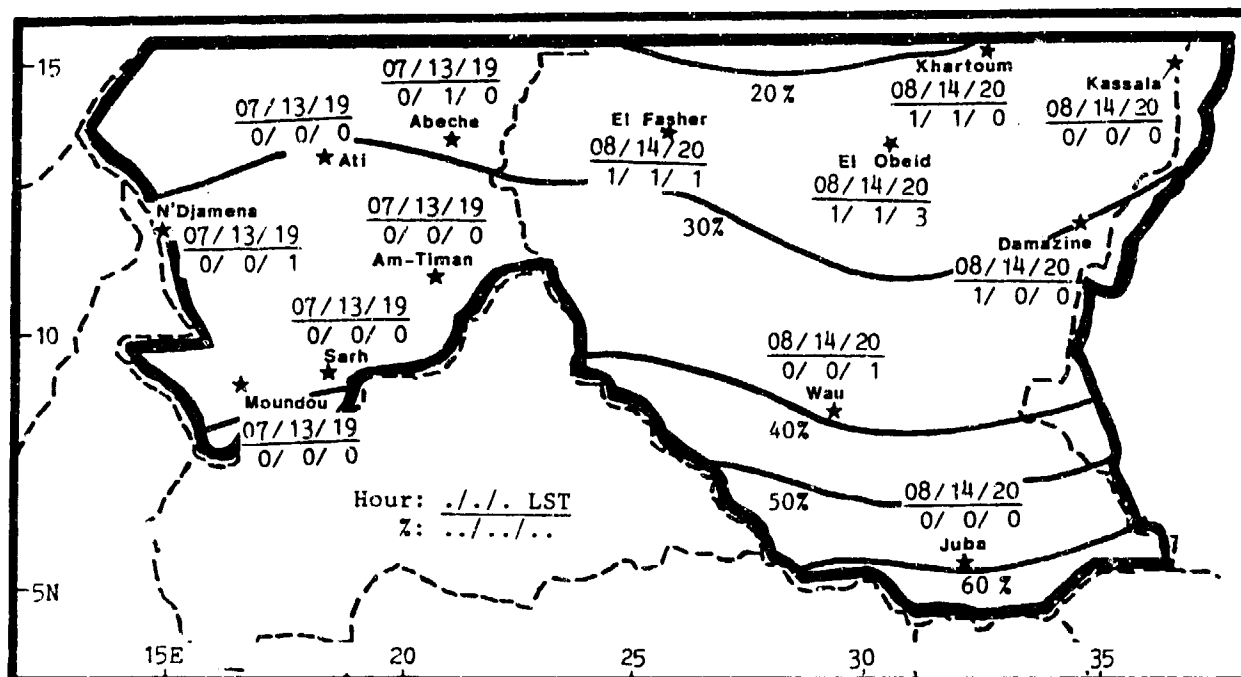 15
07/13/19
0/ 1/ 0
Abeche
07/13/19
0/ 0/ 0
Ati
El Fasher
08/14/20
1/ 1/ 1
20%
Khartoum
08/14/20
1/ 1/ 0
Kassala
08/14/20
0/ 0/ 0
El Obeid
08/14/20
1/ 1/ 3
N'Djamena
07/13/19
0/ 0/ 1
07/13/19
0/ 0/ 0
Am-Timan
30%
Damazine
08/14/20
1/ 0/ 0
10
07/13/19
0/ 0/ 0
Sarh
Moundou
07/13/19
0/ 0/ 0
08/14/20
0/ 0/ 1
Wau
40%
50%
08/14/20
0/ 0/ 0
Juba
60 %
Hour: ././. LST
%: ../../..
5N
15E
20
25
30
35